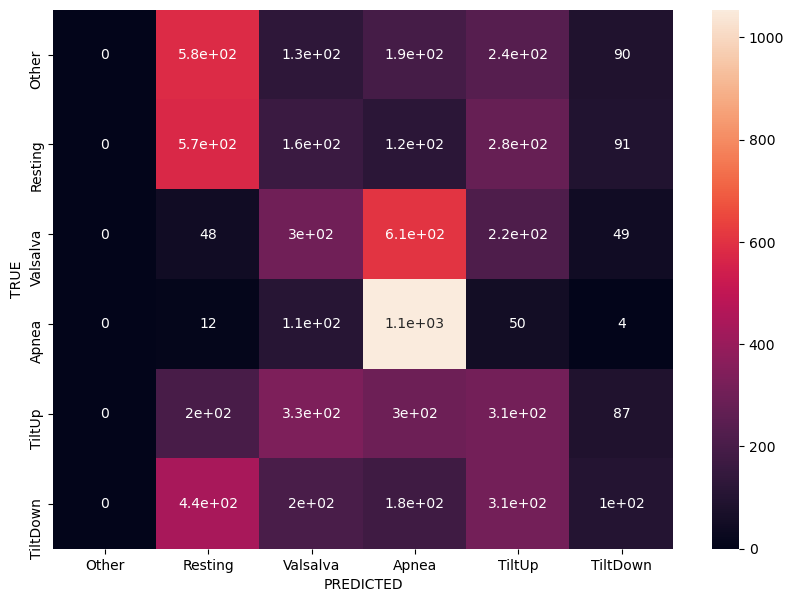 Other 0 5.8e+02 1.3e+02 1.9e+02 2.4e+02 90
Resting 0 5.7e+02 1.6e+02 1.2e+02 2.8e+02 91
Valsalva 0 48 3e+02 6.1e+02 2.2e+02 49
Apnea 0 12 1.1e+02 1.1e+03 50 4
TiltUp 0 2e+02 3.3e+02 3e+02 3.1e+02 87
TiltDown 0 4.4e+02 2e+02 1.8e+02 3.1e+02 1e+02
TRUE
Other Resting Valsalva Apnea TiltUp TiltDown
PREDICTED
1000
800
600
400
200
0